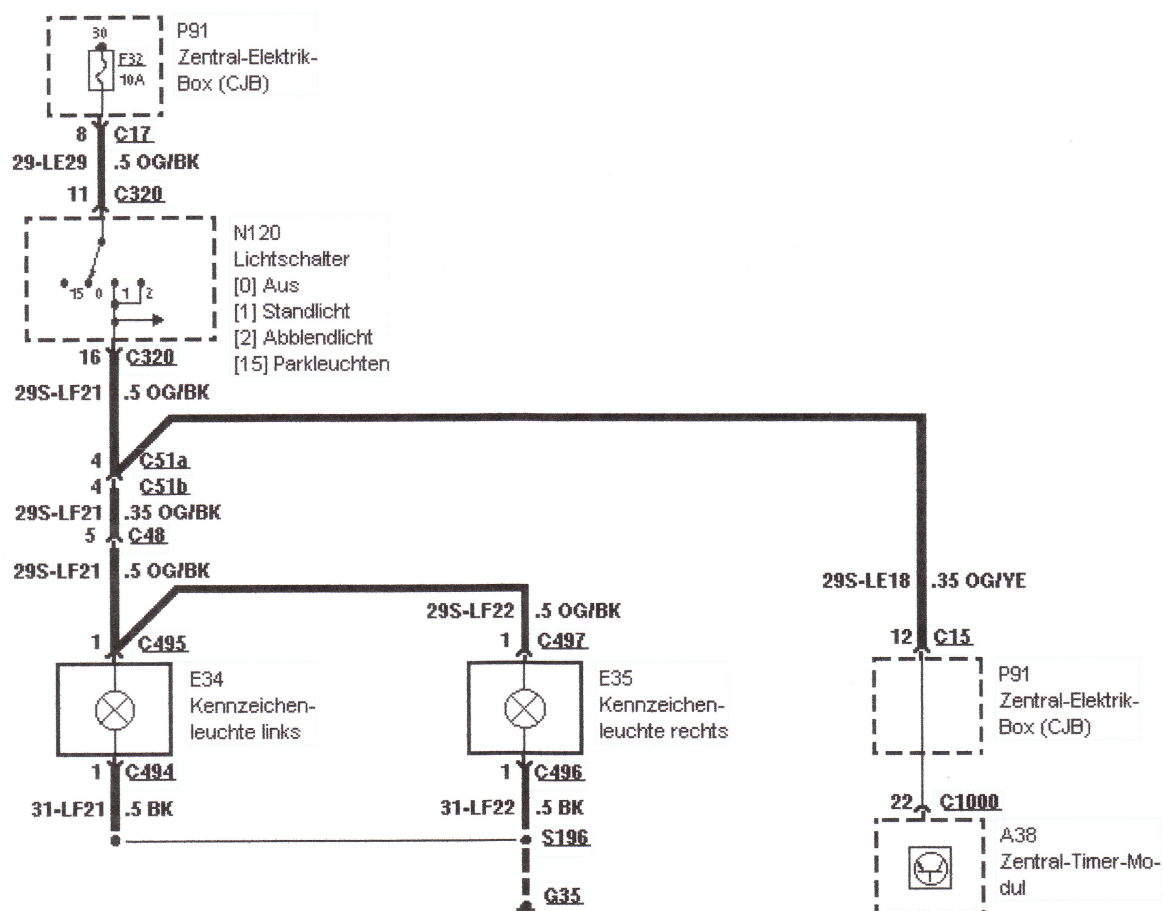 30
F32
10A
P91
Zentral-Elektrik-
Box (CJB)
8 C17
29-LE29 .5 OG/BK
11 C320
15 0 1 2
N120
Lichtschalter
[0] Aus
[1] Standlicht
[2] Abblendlicht
[15] Parkleuchten
16 C320
29S-LF21 .5 OG/BK
4 C51a
4 C51b
29S-LF21 .35 OG/BK
5 C48
29S-LF21 .5 OG/BK
29S-LE18 .35 OG/YE
29S-LF22 .5 OG/BK
1 C495
1 C497
12 C15
E34
Kennzeichen-
leuchte links
E35
Kennzeichen-
leuchte rechts
P91
Zentral-Elektrik-
Box (CJB)
1 C494
1 C496
31-LF21 .5 BK
31-LF22 .5 BK
22 C1000
S196
A38
Zentral-Timer-Mo-
dul
G35